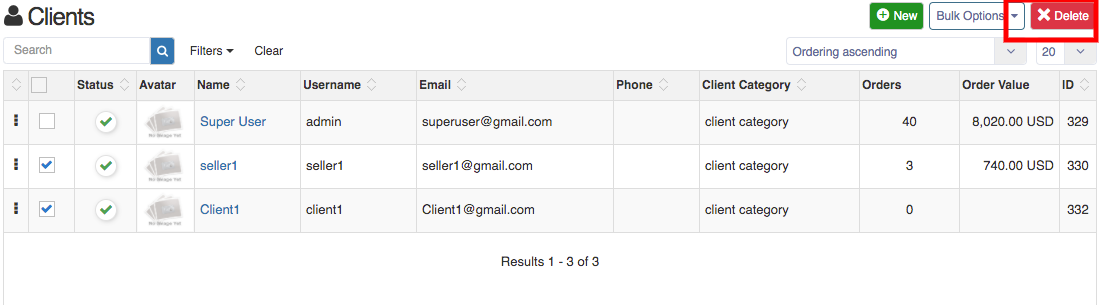 Clients
New Bulk Options Delete
Search Filters Clear Ordering ascending 20
Status Avatar Name Username Email Phone Client Category Orders Order Value ID
No Image Yet Super User admin superuser@gmail.com client category 40 8,020.00 USD 329
No Image Yet seller1 seller1 seller1@gmail.com client category 3 740.00 USD 330
No Image Yet Client1 client1 Client1@gmail.com client category 0 332
Results 1 - 3 of 3